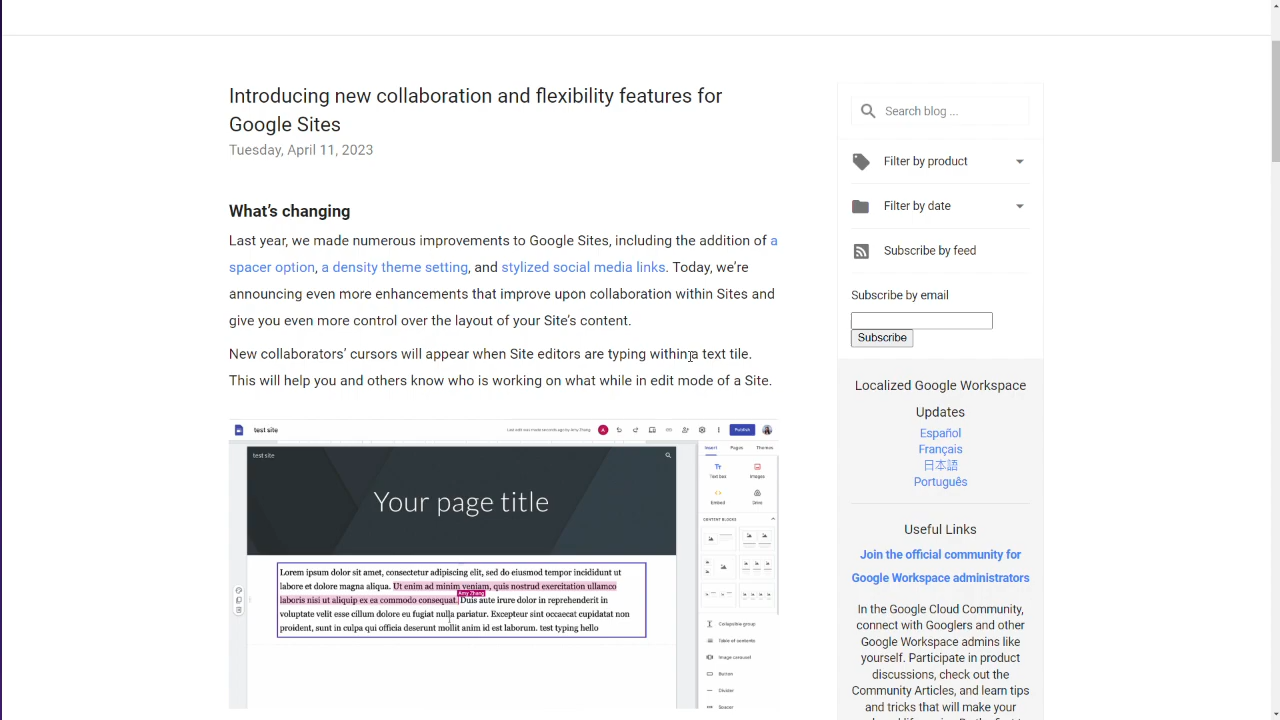 Introducing new collaboration and flexibility features for
Google Sites
Tuesday, April 11, 2023
What's changing
Last year, we made numerous improvements to Google Sites, including the addition of a
spacer option, a density theme setting, and stylized social media links. Today, we're
announcing even more enhancements that improve upon collaboration within Sites and
give you even more control over the layout of your Site's content.
New collaborators' cursors will appear when Site editors are typing within a text tile.
This will help you and others know who is working on what while in edit mode of a Site.
test site
Last edit was made seconds ago by Amy Zhang
A
Publish
test site
Your page title
Lorem ipsum dolor sit amet, consectetur adipiscing elit, sed do eiusmod tempor incididunt ut
labore et dolore magna aliqua. Ut enim ad minim veniam, quis nostrud exercitation ullamco
Amy Zhang
laboris nisi ut aliquip ex ea commodo consequat. Duis aute irure dolor in reprehenderit in
voluptate velit esse cillum dolore eu fugiat nulla pariatur. Excepteur sint occaecat cupidatat non
proident, sunt in culpa qui officia deserunt mollit anim id est laborum. test typing hello
Insert Pages Themes
Text box Images
Embed Drive
CONTENT BLOCKS
Collapsible group
Table of contents
Image carousel
Button
Divider
Spacer
Search blog ...
Filter by product
Filter by date
Subscribe by feed
Subscribe by email
Subscribe
Localized Google Workspace
Updates
Español
Français
日本語
Português
Useful Links
Join the official community for
Google Workspace administrators
In the Google Cloud Community,
connect with Googlers and other
Google Workspace admins like
yourself. Participate in product
discussions, check out the
Community Articles, and learn tips
and tricks that will make your